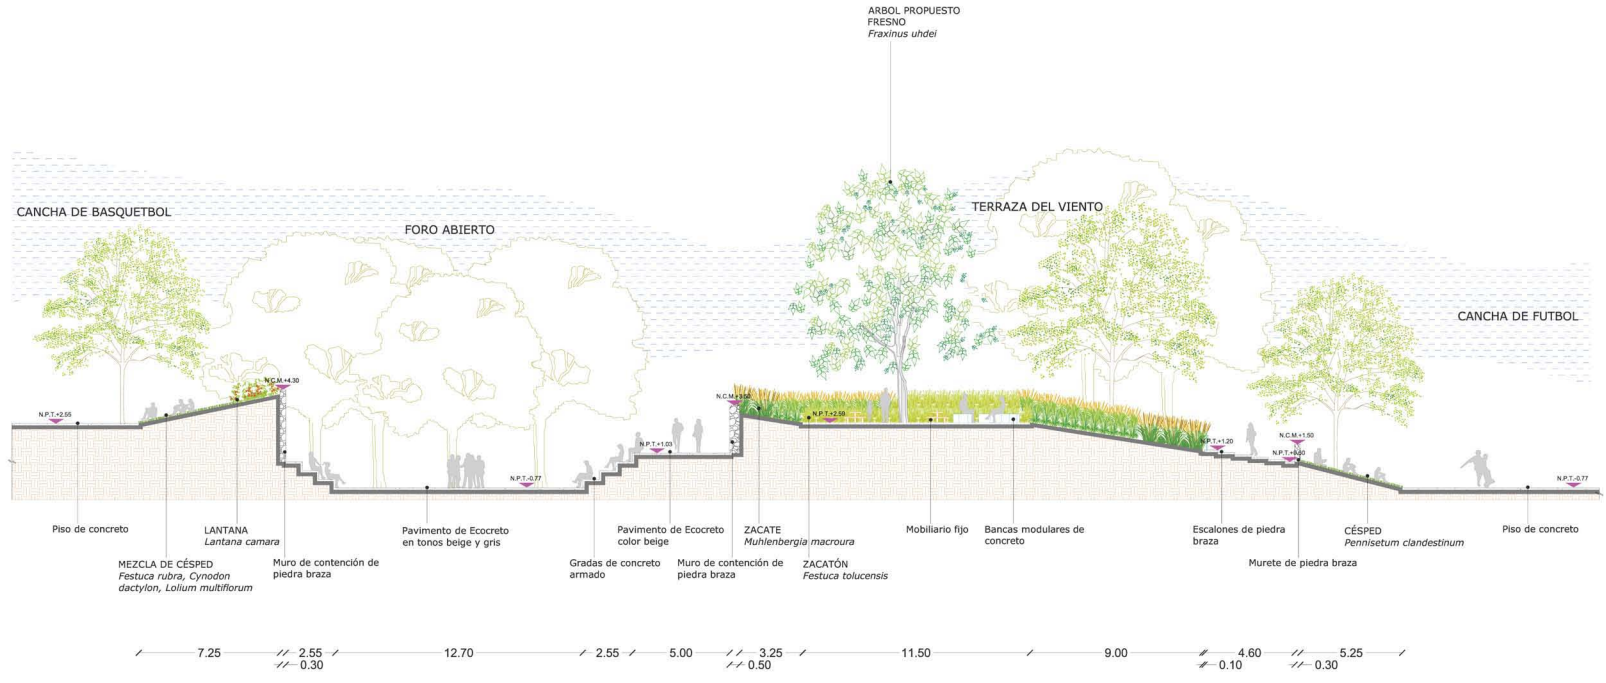 ARBOL PROPUESTO
FRESNO
Fraxinus uhdei
CANCHA DE BASQUETBOL
FORO ABIERTO
TERRAZA DEL VIENTO
CANCHA DE FUTBOL
N.P.T.+2.55
N.C.M.+4.30
N.P.T.-0.77
N.P.T.+1.03
N.C.M.+3.50
N.P.T.+2.50
N.P.T.+1.20
N.C.M.+1.50
N.P.T.-0.77
Piso de concreto
LANTANA
Lantana camara
Pavimento de Ecocreto
en tonos beige y gris
Pavimento de Ecocreto
color beige
ZACATE
Muhlenbergia macroura
Mobiliario fijo
Bancas modulares de
concreto
Escalones de piedra
braza
CÉSPED
Pennisetum clandestinum
Piso de concreto
MEZCLA DE CÉSPED
Festuca rubra, Cynodon
dactylon, Lolium multiflorum
Muro de contención de
piedra braza
Gradas de concreto
armado
Muro de contención de
piedra braza
ZACATÓN
Festuca tolucensis
Murete de piedra braza
7.25 2.55 12.70 2.55 5.00 3.25 11.50 9.00 4.60 5.25
0.30 0.50 0.10 0.30